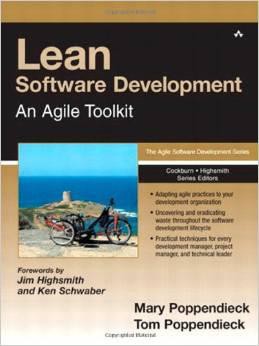 Lean
Software Development
An Agile Toolkit
The Agile Software Development Series
Cockburn • Highsmith
Series Editors
• Adapting agile practices to your
development organization
• Uncovering and eradicating
waste throughout the software
development lifecycle
• Practical techniques for every
development manager, project
manager, and technical leader
Forewords by
Jim Highsmith
and Ken Schwaber
Mary Poppendieck
Tom Poppendieck